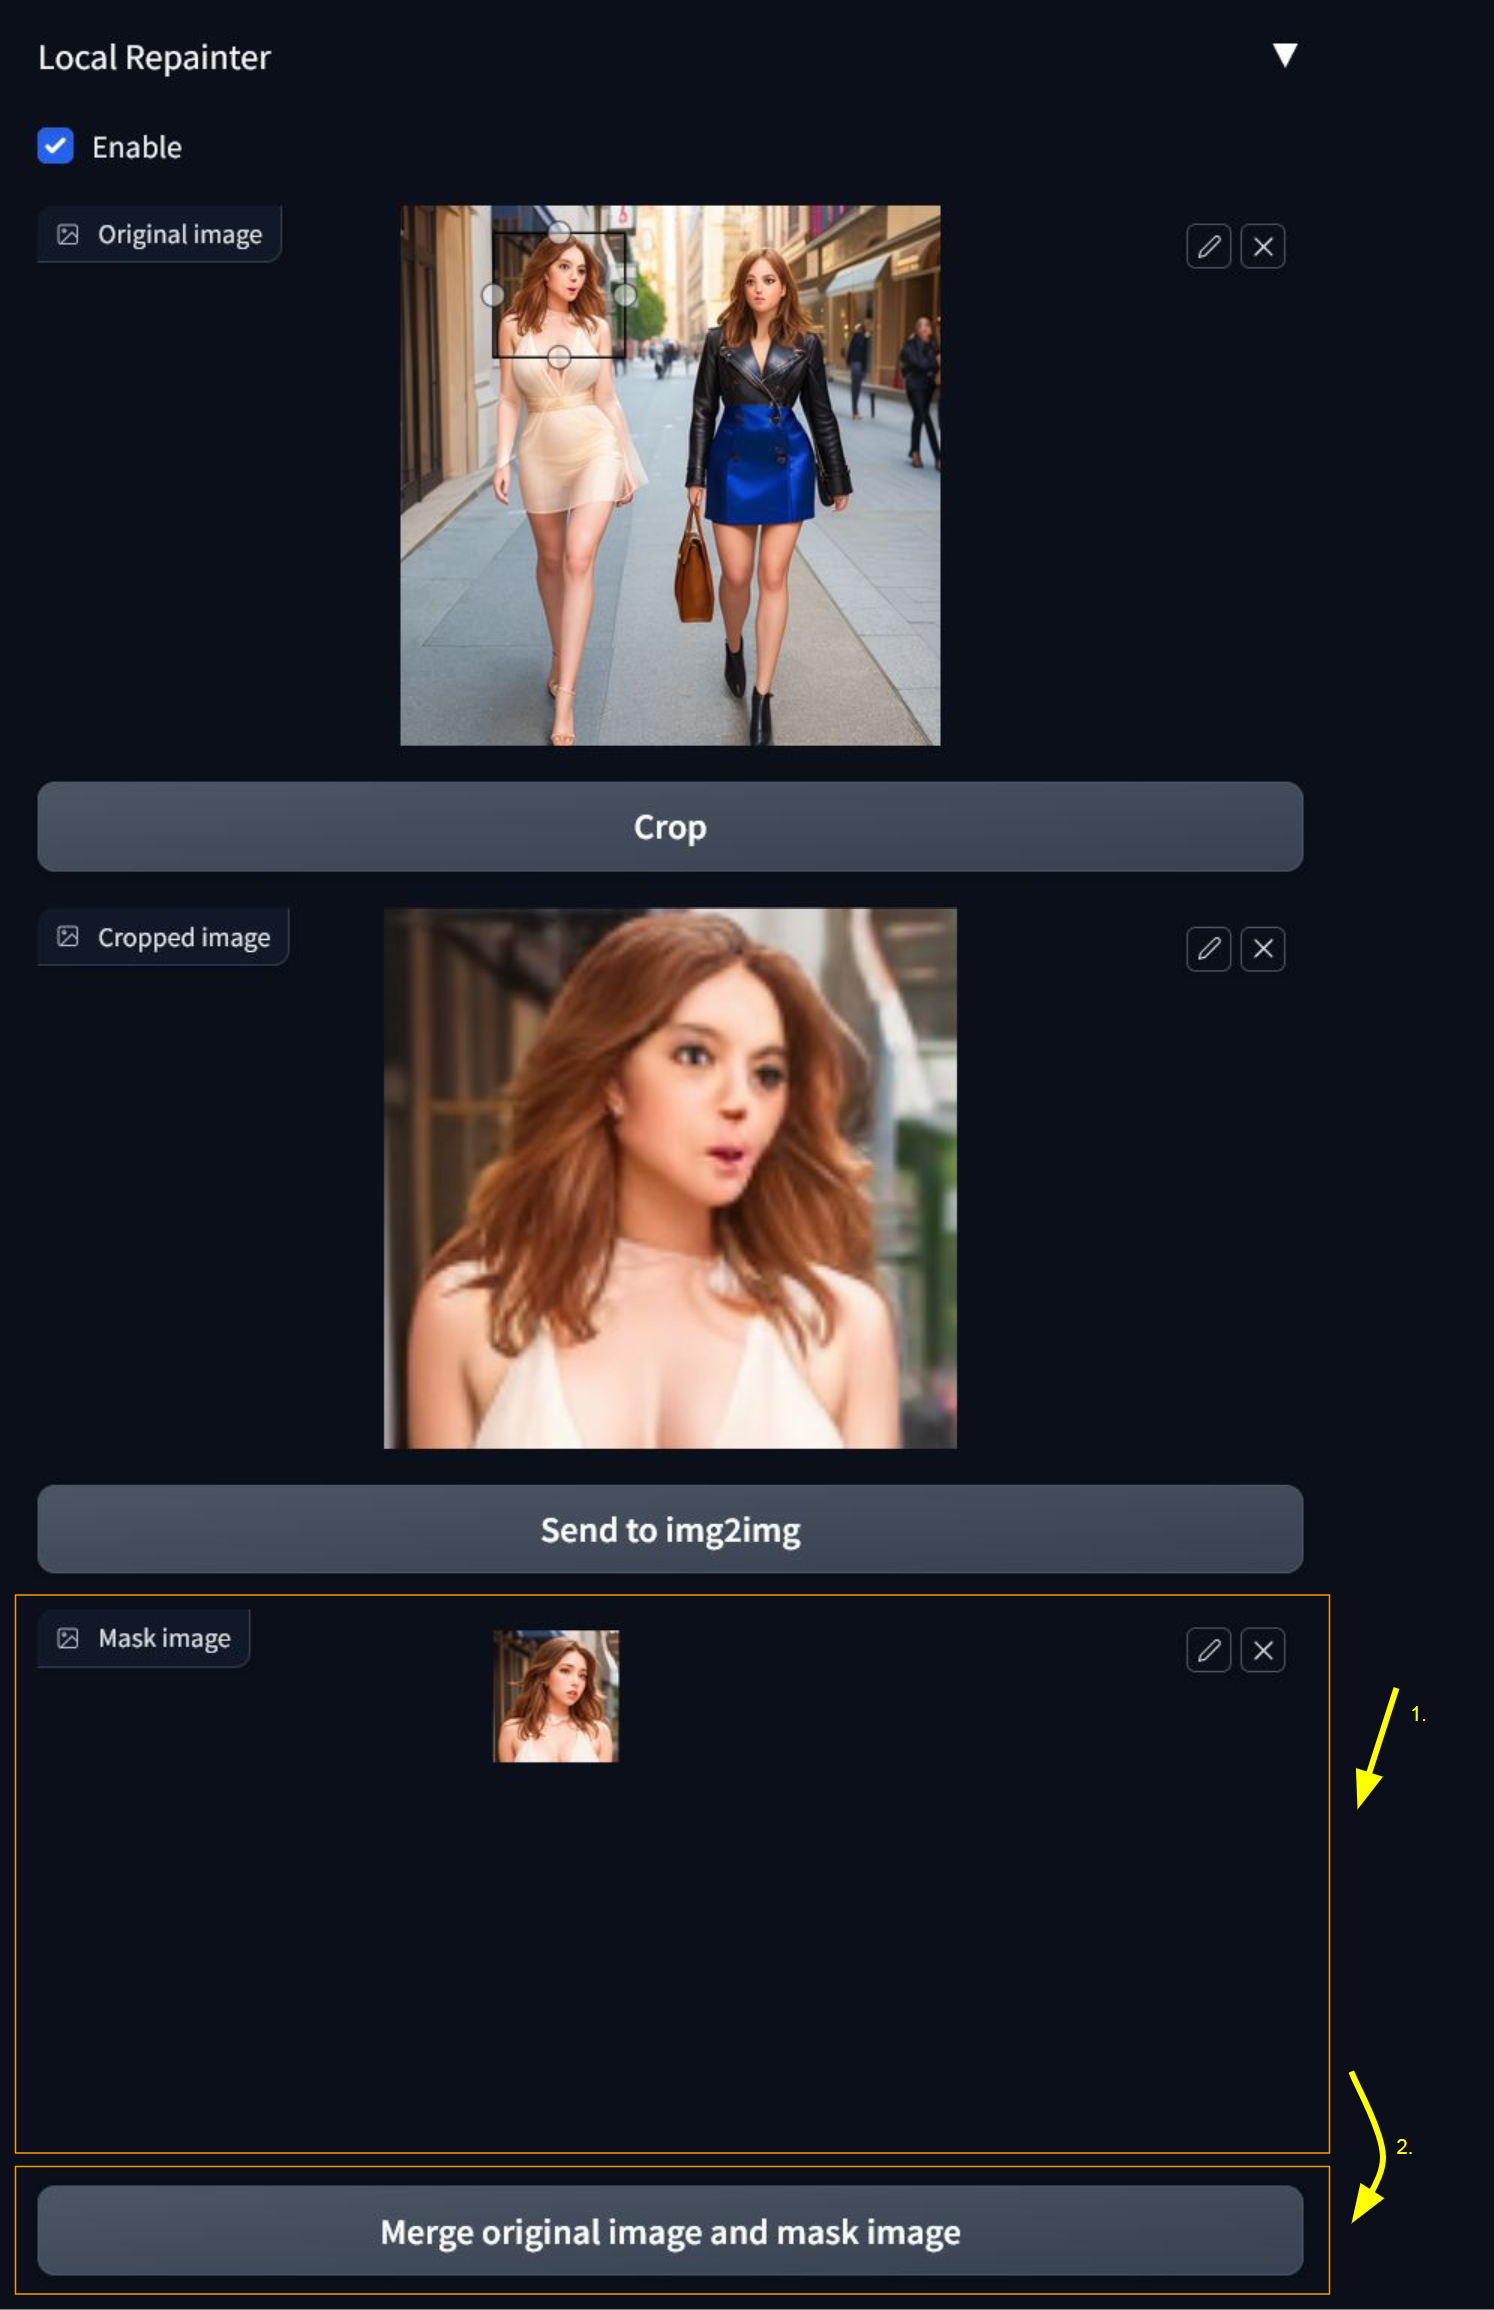 Local Repainter
Enable
Original image
Crop
Cropped image
Send to img2img
Mask image
1.
2.
Merge original image and mask image